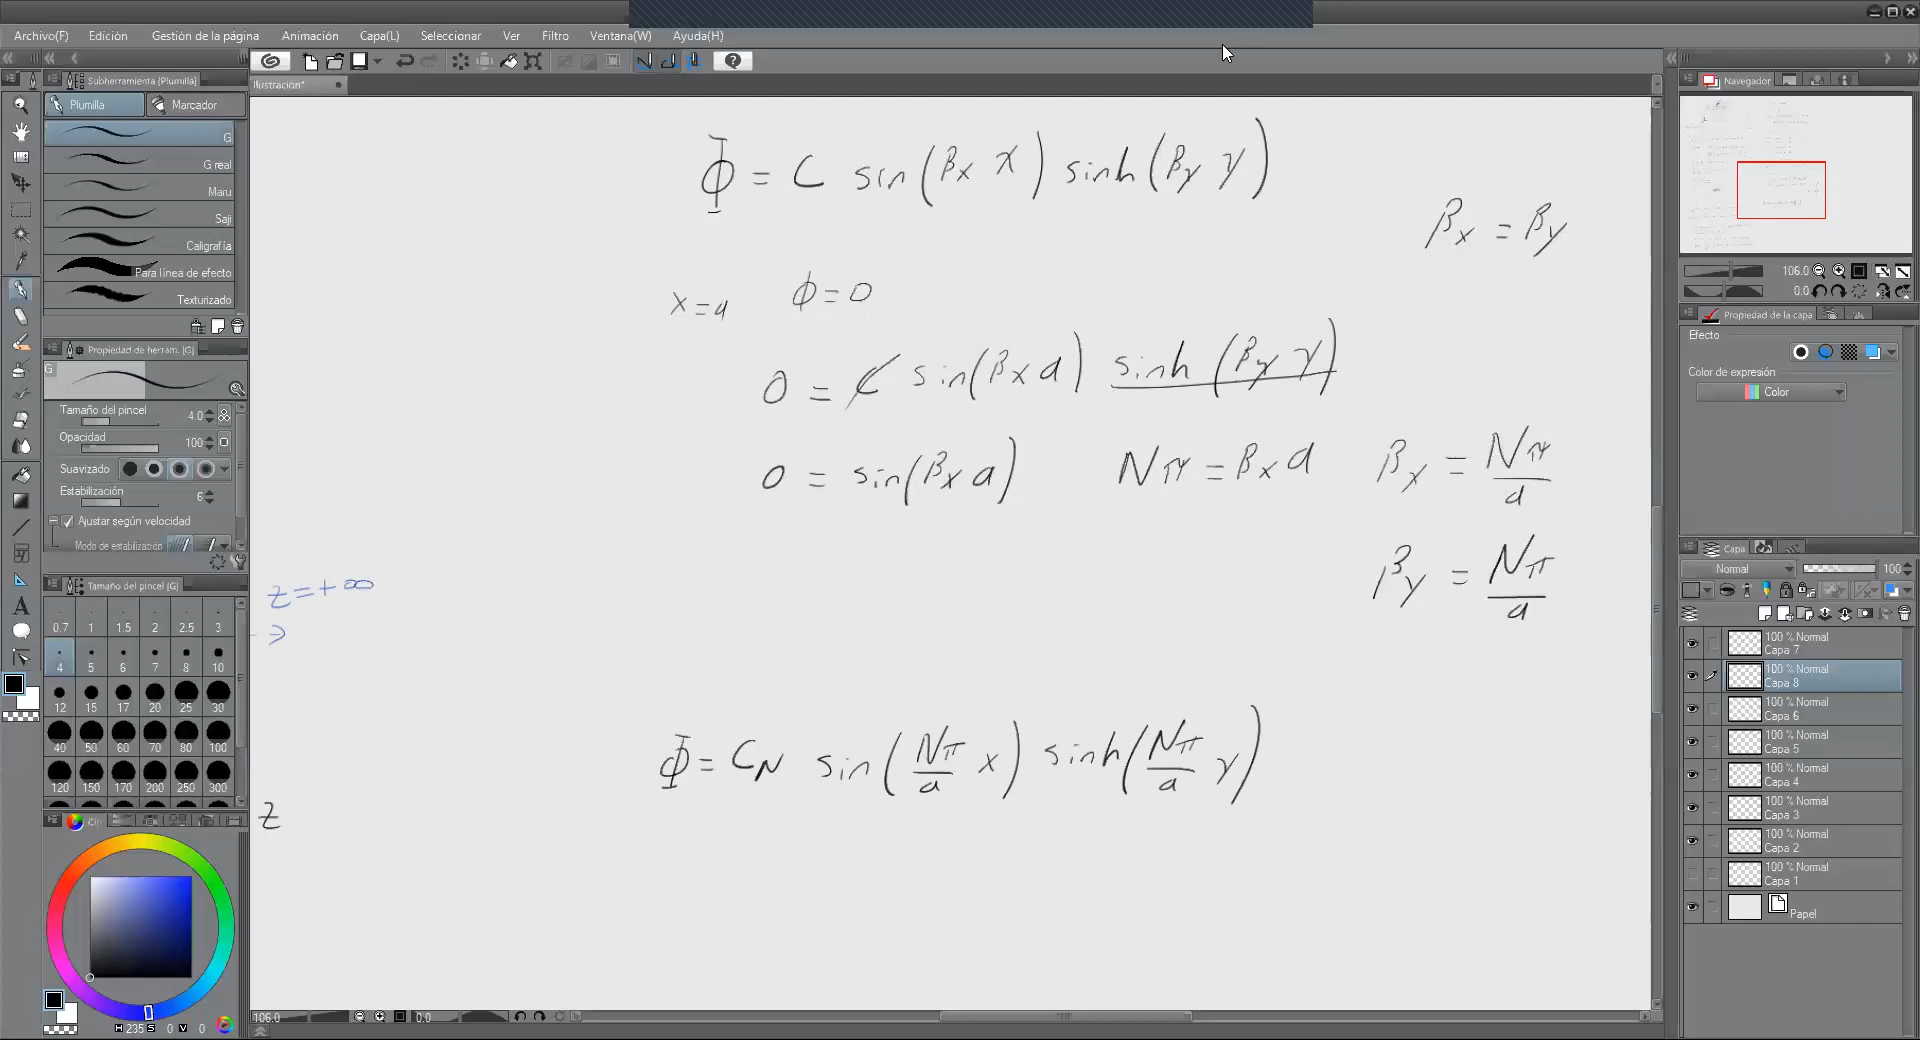 Archivo(F) Edición Gestión de la página Animación Capa(L) Seleccionar Ver Filtro Ventana(W) Ayuda(H)
Subherramienta [Plumilla]
Plumilla Marcador
G
G real
Maru
Saji
Caligrafía
Para línea de efecto
Texturizado
Propiedad de herram. [G]
G
Tamaño del pincel 4.0
Opacidad 100
Suavizado
Estabilización 6
Ajustar según velocidad
Modo de estabilización
Tamaño del pincel [G]
0.7 1 1.5 2 2.5 3
4 5 6 7 8 10
12 15 17 20 25 30
40 50 60 70 80 100
120 150 170 200 250 300
H 235 S 0 V 0
Ilustración*
Φ = C sin(βx x) sinh(βy y)
βx = βy
x=a Φ=0
0 = C sin(βx a) sinh(βy y)
0 = sin(βx a) Nπ = βx a βx = Nπ/a
βy = Nπ/a
z=+∞
Φ = CN sin(Nπ/a x) sinh(Nπ/a y)
z
106.0 0.0
Navegador
106.0
0.0
Propiedad de la capa
Efecto
Color de expresión
Color
Capa
Normal 100
100 % Normal
Capa 7
100 % Normal
Capa 8
100 % Normal
Capa 6
100 % Normal
Capa 5
100 % Normal
Capa 4
100 % Normal
Capa 3
100 % Normal
Capa 2
100 % Normal
Capa 1
Papel